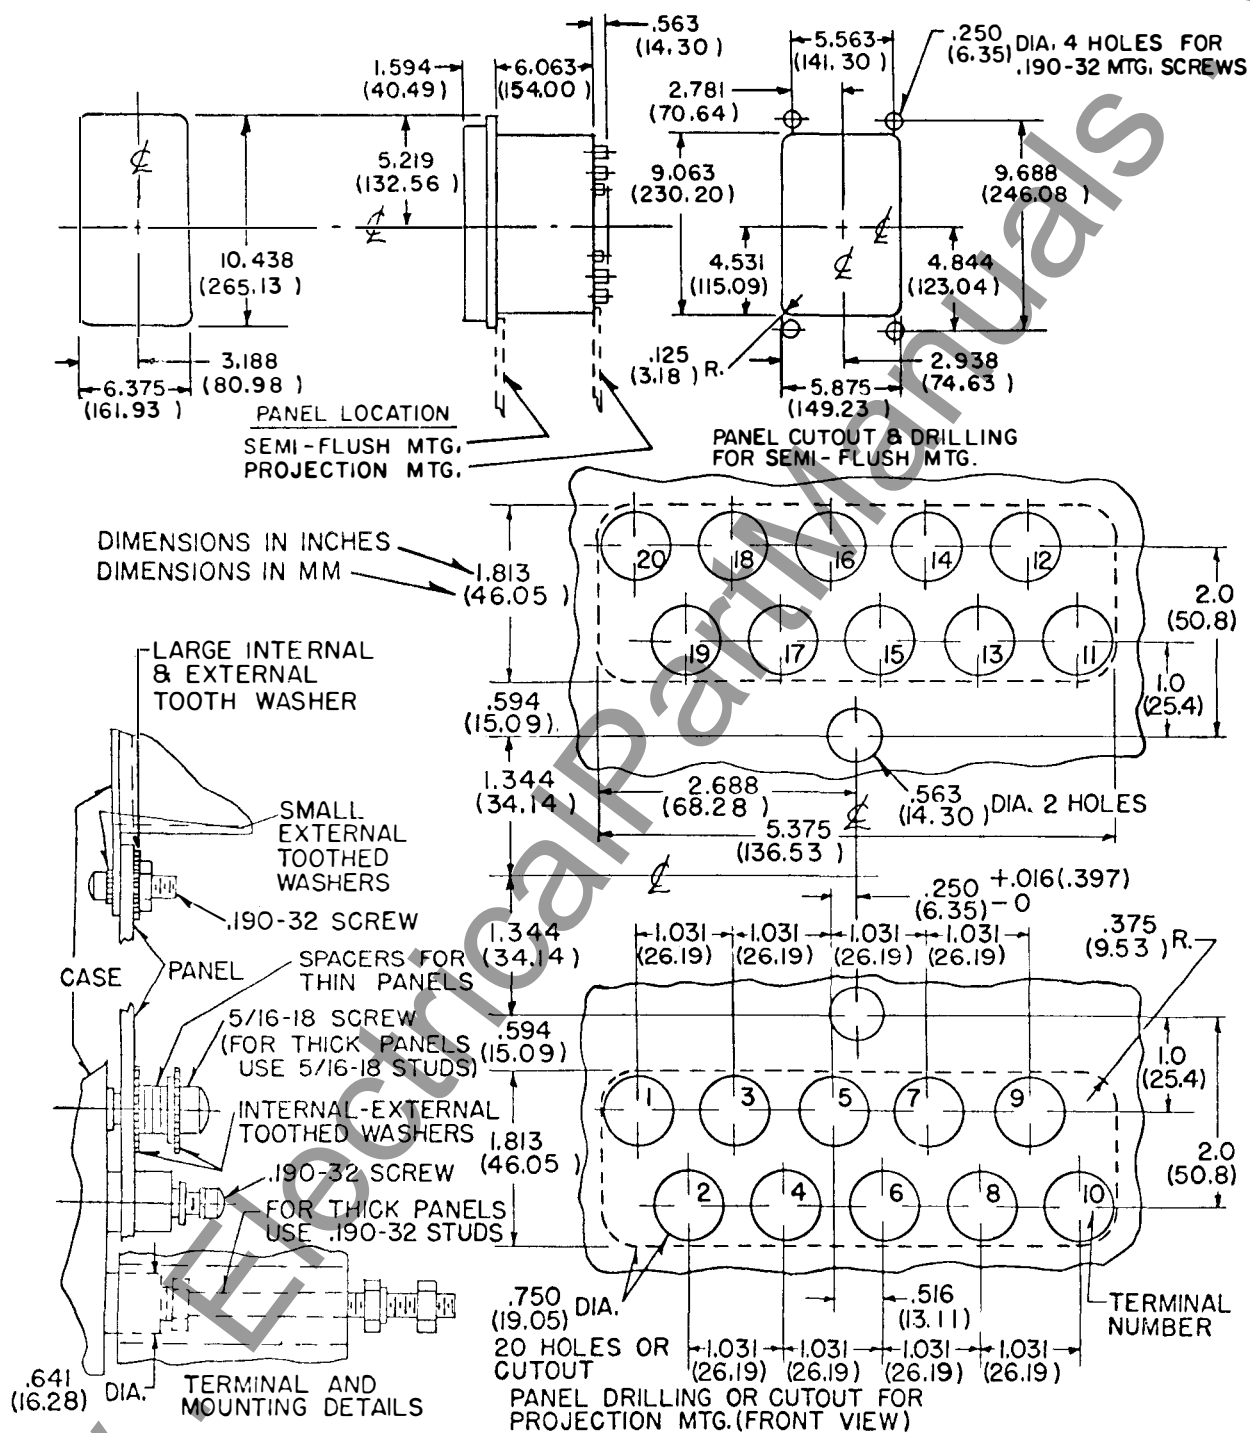 .563
(14.30)
1.594
(40.49)
6.063
(154.00)
5.563
(141.30)
.250
(6.35)
DIA. 4 HOLES FOR
.190-32 MTG. SCREWS
2.781
(70.64)
5.219
(132.56)
9.063
(230.20)
9.688
(246.08)
10.438
(265.13)
4.531
(115.09)
4.844
(123.04)
3.188
(80.98)
6.375
(161.93)
.125
(3.18) R.
2.938
(74.63)
5.875
(149.23)
PANEL LOCATION
SEMI-FLUSH MTG.
PROJECTION MTG.
PANEL CUTOUT & DRILLING
FOR SEMI-FLUSH MTG.
DIMENSIONS IN INCHES
DIMENSIONS IN MM
1.813
(46.05)
20 18 16 14 12
19 17 15 13 11
2.0
(50.8)
1.0
(25.4)
LARGE INTERNAL
& EXTERNAL
TOOTH WASHER
.594
(15.09)
1.344
(34.14)
2.688
(68.28)
.563
(14.30) DIA. 2 HOLES
5.375
(136.53)
SMALL
EXTERNAL
TOOTHED
WASHERS
.190-32 SCREW
.250 +.016(.397)
(6.35) -0
1.344
(34.14)
1.031 1.031 1.031 1.031
(26.19) (26.19) (26.19) (26.19)
.375
(9.53) R.
CASE
PANEL
SPACERS FOR
THIN PANELS
5/16-18 SCREW
(FOR THICK PANELS
USE 5/16-18 STUDS)
.594
(15.09)
1.0
(25.4)
1 3 5 7 9
INTERNAL-EXTERNAL
TOOTHED WASHERS
1.813
(46.05)
2.0
(50.8)
.190-32 SCREW
2 4 6 8 10
FOR THICK PANELS
USE .190-32 STUDS
.750
(19.05) DIA.
20 HOLES OR
CUTOUT
.516
(13.11)
TERMINAL
NUMBER
1.031 1.031 1.031 1.031
(26.19) (26.19) (26.19) (26.19)
.641
(16.28) DIA.
TERMINAL AND
MOUNTING DETAILS
PANEL DRILLING OR CUTOUT FOR
PROJECTION MTG. (FRONT VIEW)
ElectricalPartManuals